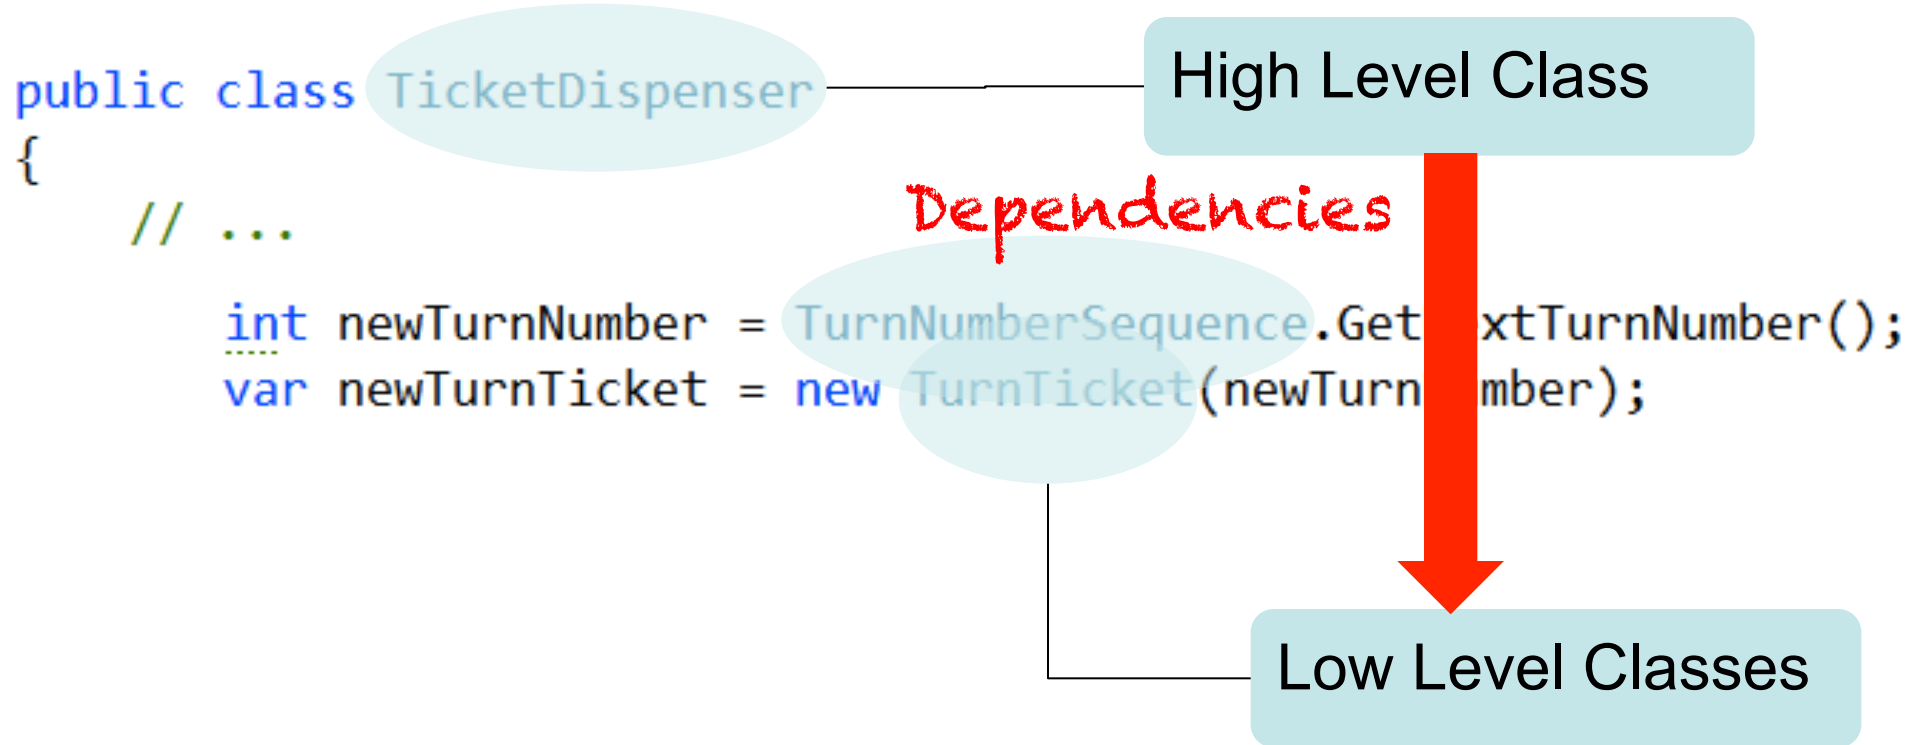 public class TicketDispenser
High Level Class
{
Dependencies
// ...
int newTurnNumber = TurnNumberSequence.Get xtTurnNumber();
var newTurnTicket = new TurnTicket(newTurn mber);
Low Level Classes